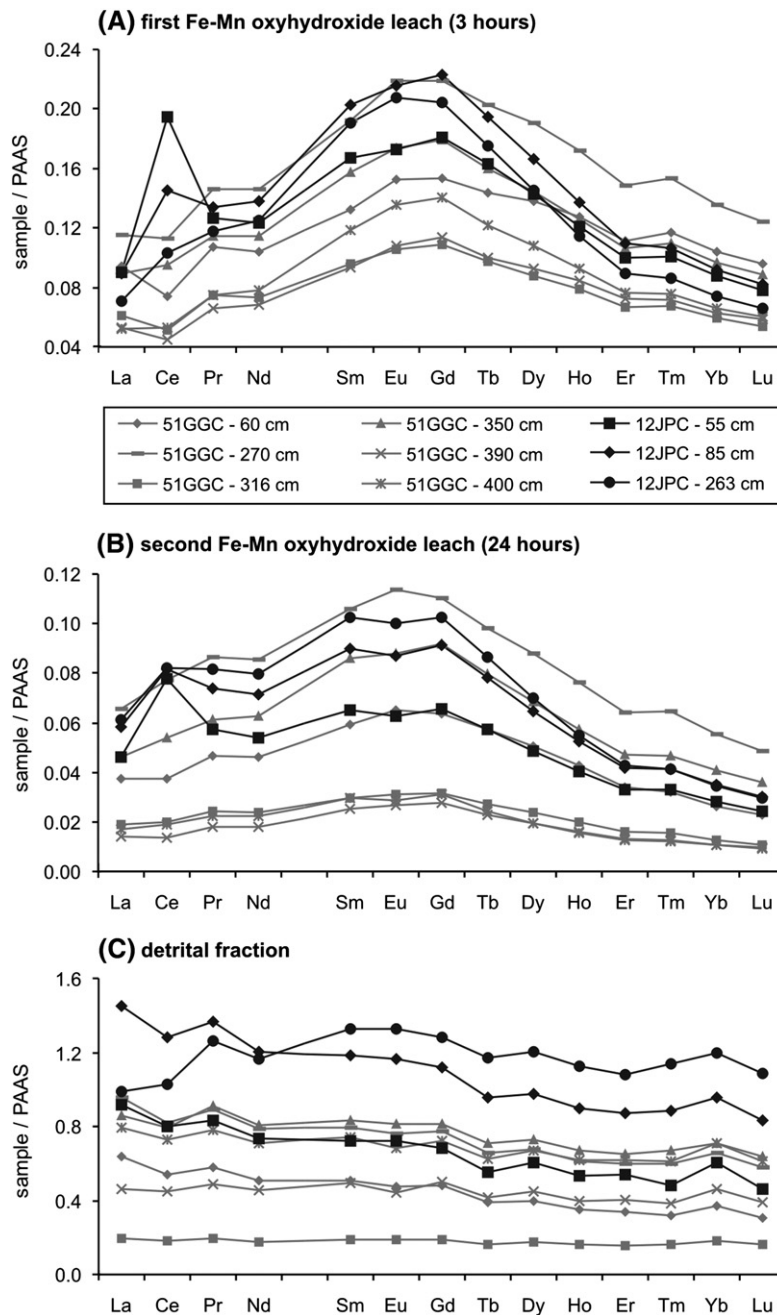 (A) first Fe-Mn oxyhydroxide leach (3 hours)
0.24
0.20
0.16
0.12
0.08
0.04
sample / PAAS
La Ce Pr Nd Sm Eu Gd Tb Dy Ho Er Tm Yb Lu
51GGC - 60 cm 51GGC - 350 cm 12JPC - 55 cm
51GGC - 270 cm 51GGC - 390 cm 12JPC - 85 cm
51GGC - 316 cm 51GGC - 400 cm 12JPC - 263 cm
(B) second Fe-Mn oxyhydroxide leach (24 hours)
0.12
0.10
0.08
0.06
0.04
0.02
0.00
sample / PAAS
La Ce Pr Nd Sm Eu Gd Tb Dy Ho Er Tm Yb Lu
(C) detrital fraction
1.6
1.2
0.8
0.4
0.0
sample / PAAS
La Ce Pr Nd Sm Eu Gd Tb Dy Ho Er Tm Yb Lu